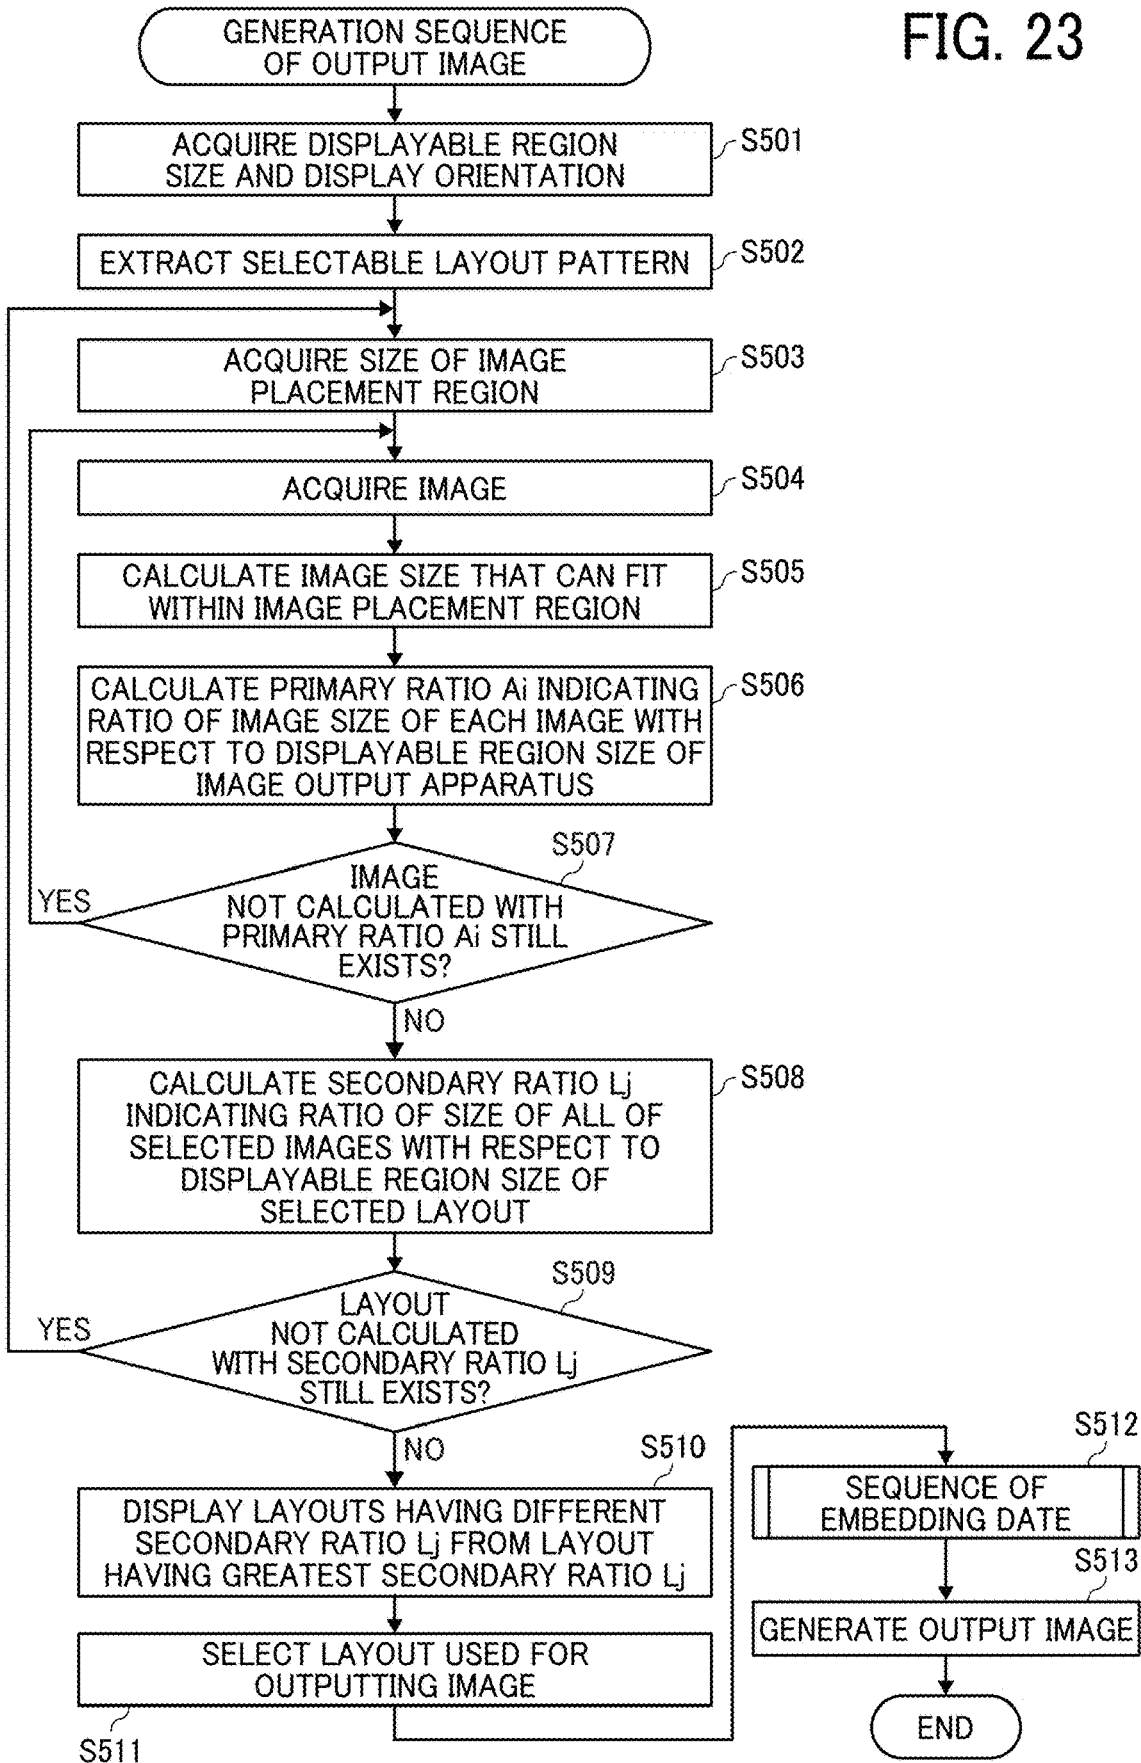 FIG. 23
GENERATION SEQUENCE
OF OUTPUT IMAGE
ACQUIRE DISPLAYABLE REGION
SIZE AND DISPLAY ORIENTATION
S501
EXTRACT SELECTABLE LAYOUT PATTERN
S502
ACQUIRE SIZE OF IMAGE
PLACEMENT REGION
S503
ACQUIRE IMAGE
S504
CALCULATE IMAGE SIZE THAT CAN FIT
WITHIN IMAGE PLACEMENT REGION
S505
CALCULATE PRIMARY RATIO Ai INDICATING
RATIO OF IMAGE SIZE OF EACH IMAGE WITH
RESPECT TO DISPLAYABLE REGION SIZE OF
IMAGE OUTPUT APPARATUS
S506
S507
IMAGE
NOT CALCULATED WITH
PRIMARY RATIO Ai STILL
EXISTS?
YES
NO
CALCULATE SECONDARY RATIO Lj
INDICATING RATIO OF SIZE OF ALL OF
SELECTED IMAGES WITH RESPECT TO
DISPLAYABLE REGION SIZE OF
SELECTED LAYOUT
S508
S509
LAYOUT
NOT CALCULATED
WITH SECONDARY RATIO Lj
STILL EXISTS?
YES
NO
S510
DISPLAY LAYOUTS HAVING DIFFERENT
SECONDARY RATIO Lj FROM LAYOUT
HAVING GREATEST SECONDARY RATIO Lj
SELECT LAYOUT USED FOR
OUTPUTTING IMAGE
S511
S512
SEQUENCE OF
EMBEDDING DATE
S513
GENERATE OUTPUT IMAGE
END